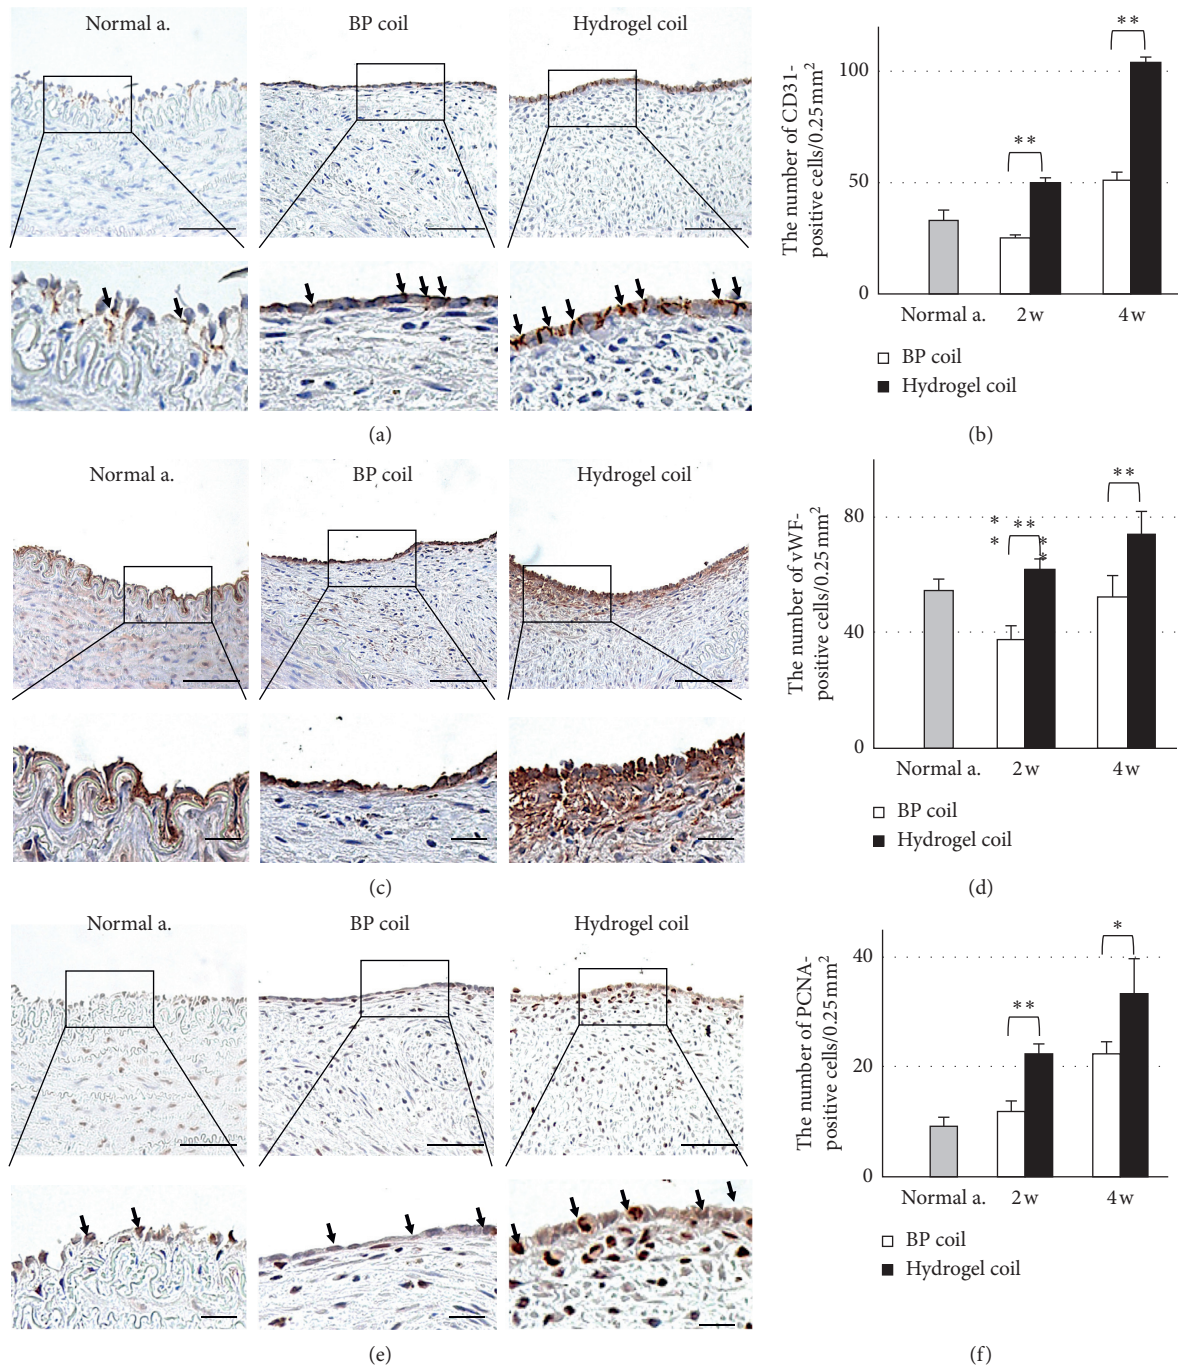 Normal a.
BP coil
Hydrogel coil
(a)
The number of CD31-
positive cells/0.25 mm²
100
50
0
**
**
Normal a.
2 w
4 w
BP coil
Hydrogel coil
(b)
Normal a.
BP coil
Hydrogel coil
(c)
The number of vWF-
positive cells/0.25 mm²
80
40
0
**
**
**
**
Normal a.
2 w
4 w
BP coil
Hydrogel coil
(d)
Normal a.
BP coil
Hydrogel coil
(e)
The number of PCNA-
positive cells/0.25 mm²
40
20
0
**
*
Normal a.
2 w
4 w
BP coil
Hydrogel coil
(f)